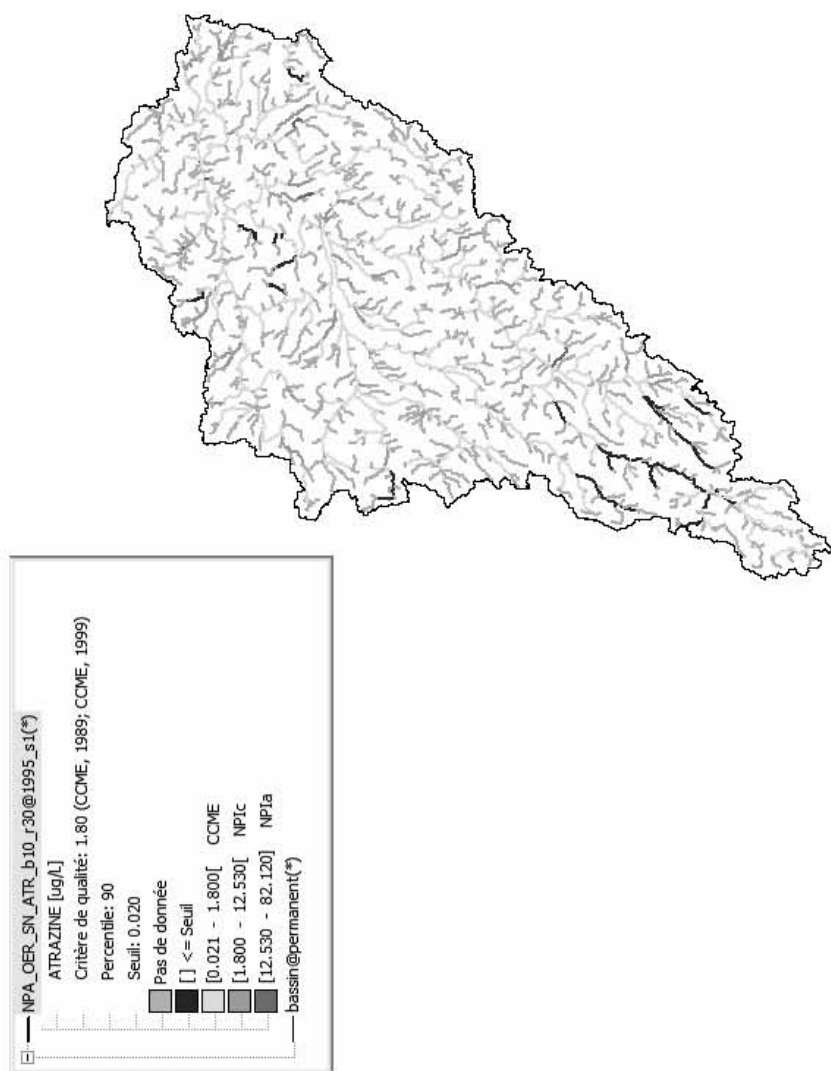 NPA_OER_SN_ATR_b10_r30@1995_s1(*)
ATRAZINE [ug/L]
Critère de qualité: 1.80 (CCME, 1989; CCME, 1999)
Percentile: 90
Seuil: 0.020
Pas de donnée
[ ] <= Seuil
[0.021 - 1.800[ CCME
[1.800 - 12.530[ NPIc
[12.530 - 82.120] NPIa
bassin@permanent(*)